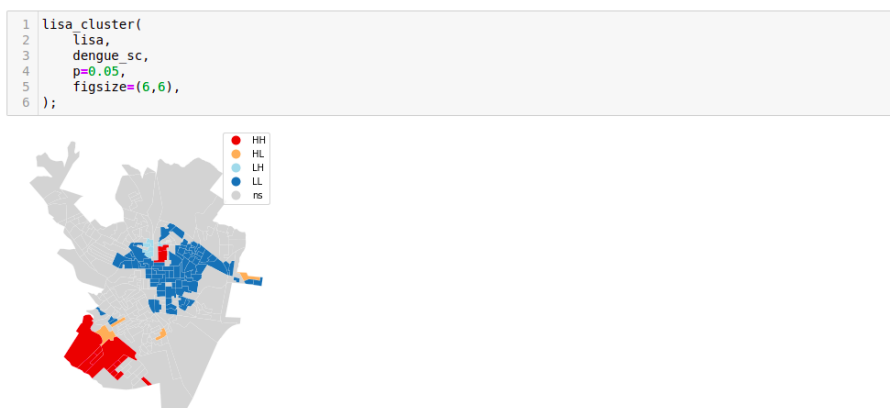 1 lisa_cluster(
2     lisa,
3     dengue_sc,
4     p=0.05,
5     figsize=(6,6),
6 );
HH
HL
LH
LL
ns